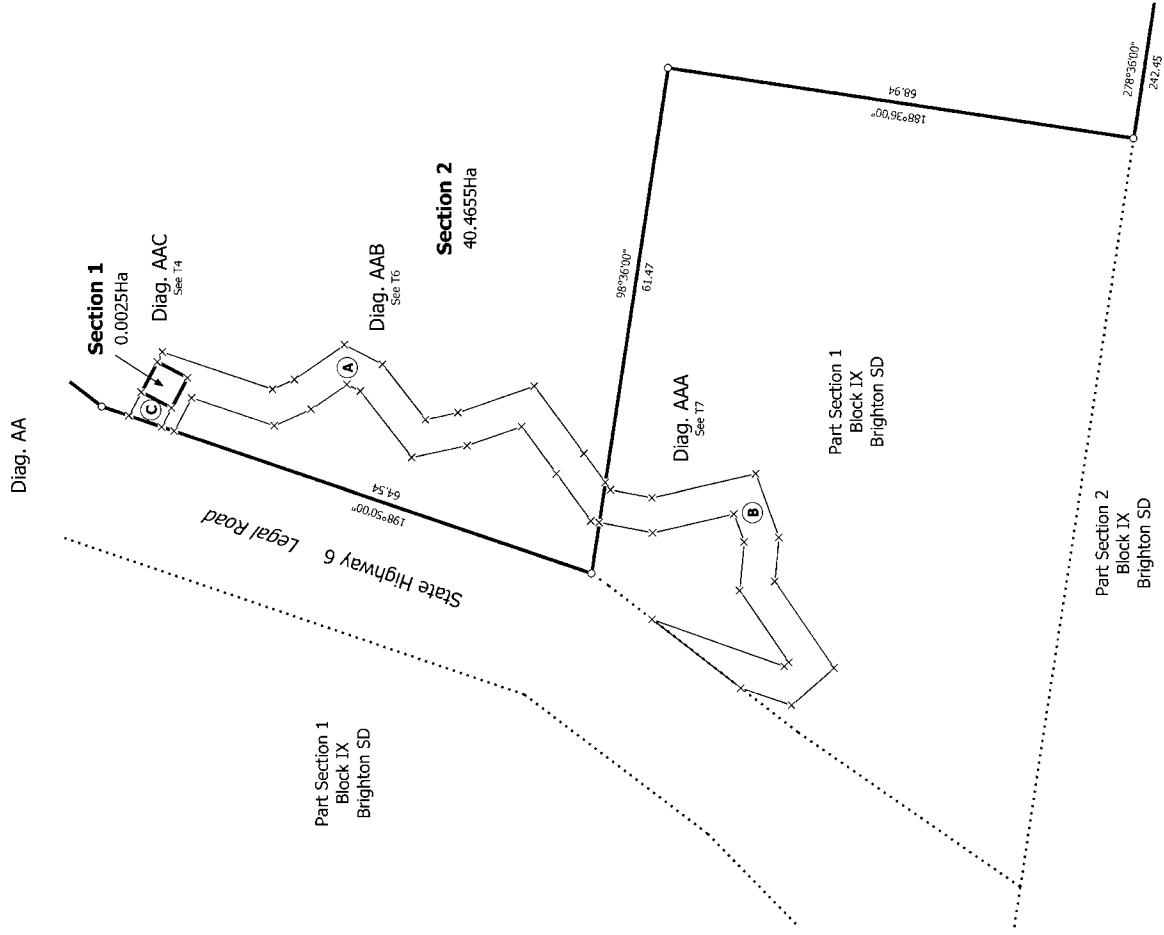 Diag. AA
Section 1
0.0025Ha
Diag. AAC
See T4
C
Diag. AAB
See T6
A
Section 2
40.4655Ha
98°36'00"
61.47
68.94
188°36'00"
278°36'00"
242.45
64.54
198°50'00"
State Highway 6 Legal Road
Diag. AAA
See T7
B
Part Section 1
Block IX
Brighton SD
Part Section 1
Block IX
Brighton SD
Part Section 2
Block IX
Brighton SD